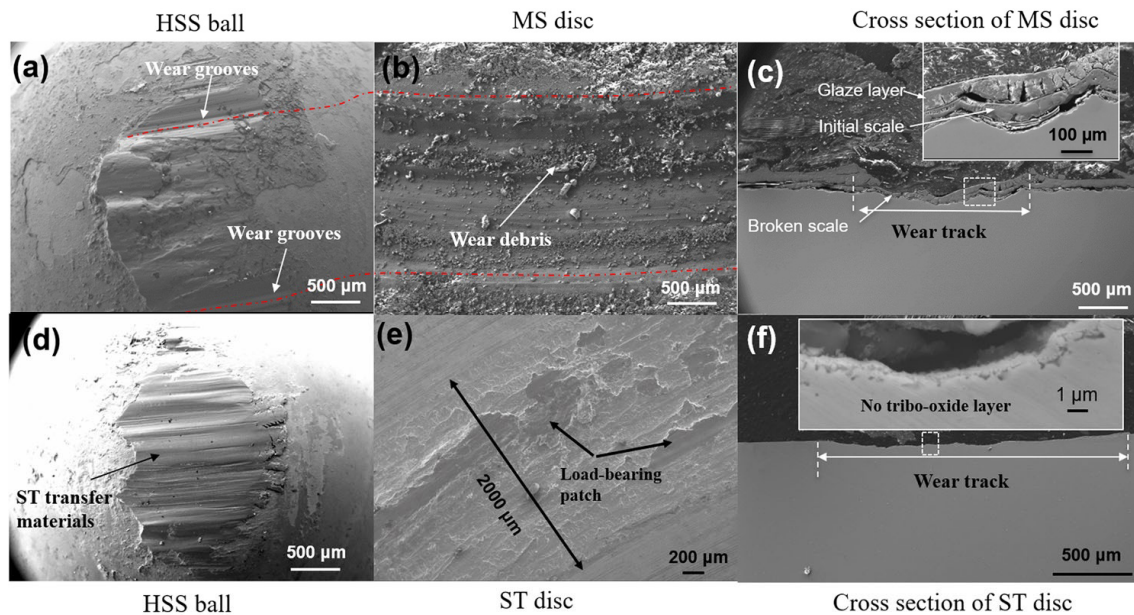 HSS ball
MS disc
Cross section of MS disc
(a)
Wear grooves
Wear grooves
500 µm
(b)
Wear debris
500 µm
(c)
Glaze layer
Initial scale
100 µm
Broken scale
Wear track
500 µm
(d)
ST transfer
materials
500 µm
(e)
Load-bearing
patch
2000 µm
200 µm
(f)
1 µm
No tribo-oxide layer
Wear track
500 µm
HSS ball
ST disc
Cross section of ST disc